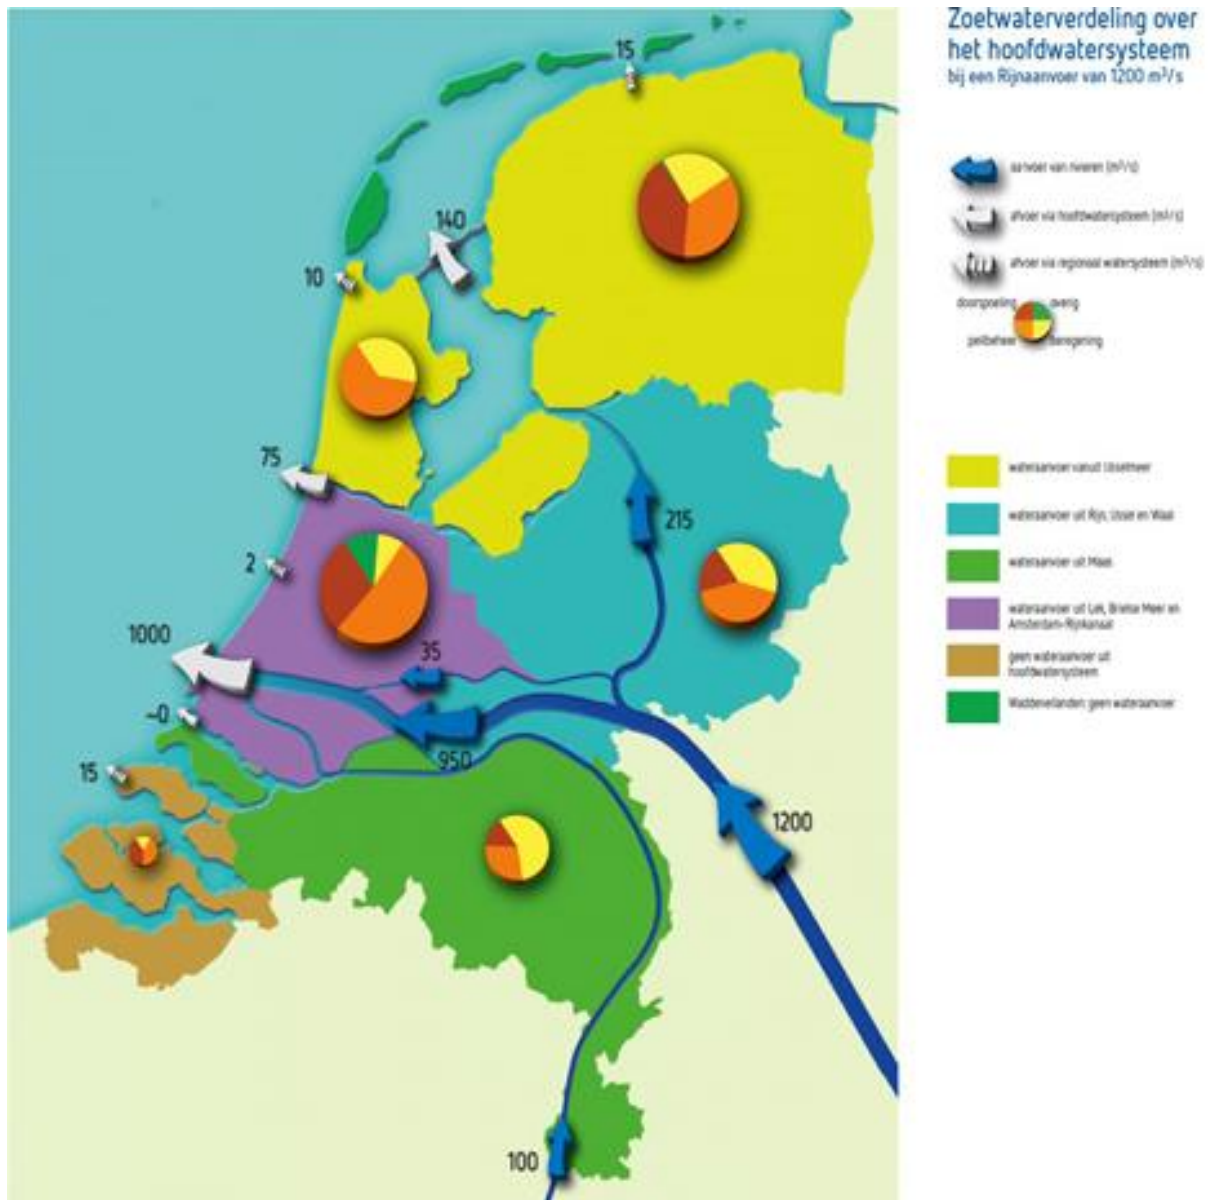 Zoetwaterverdeling over
het hoofdwatersysteem
bij een Rijnaanvoer van 1200 m³/s
aanvoer van rivieren (m³/s)
afvoer via hoofdwatersysteem (m³/s)
afvoer via regionaal watersysteem (m³/s)
doorspoeling overig
peilbeheer beregening
wateraanvoer vanuit IJsselmeer
wateraanvoer uit Rijn, IJssel en Waal
wateraanvoer uit Maas
wateraanvoer uit Lek, Brielse Meer en
Amsterdam-Rijnkanaal
geen wateraanvoer uit
hoofdwatersysteem
Waddeneilanden: geen wateraanvoer
15
140
10
75
215
2
1000
35
~0
950
15
1200
100